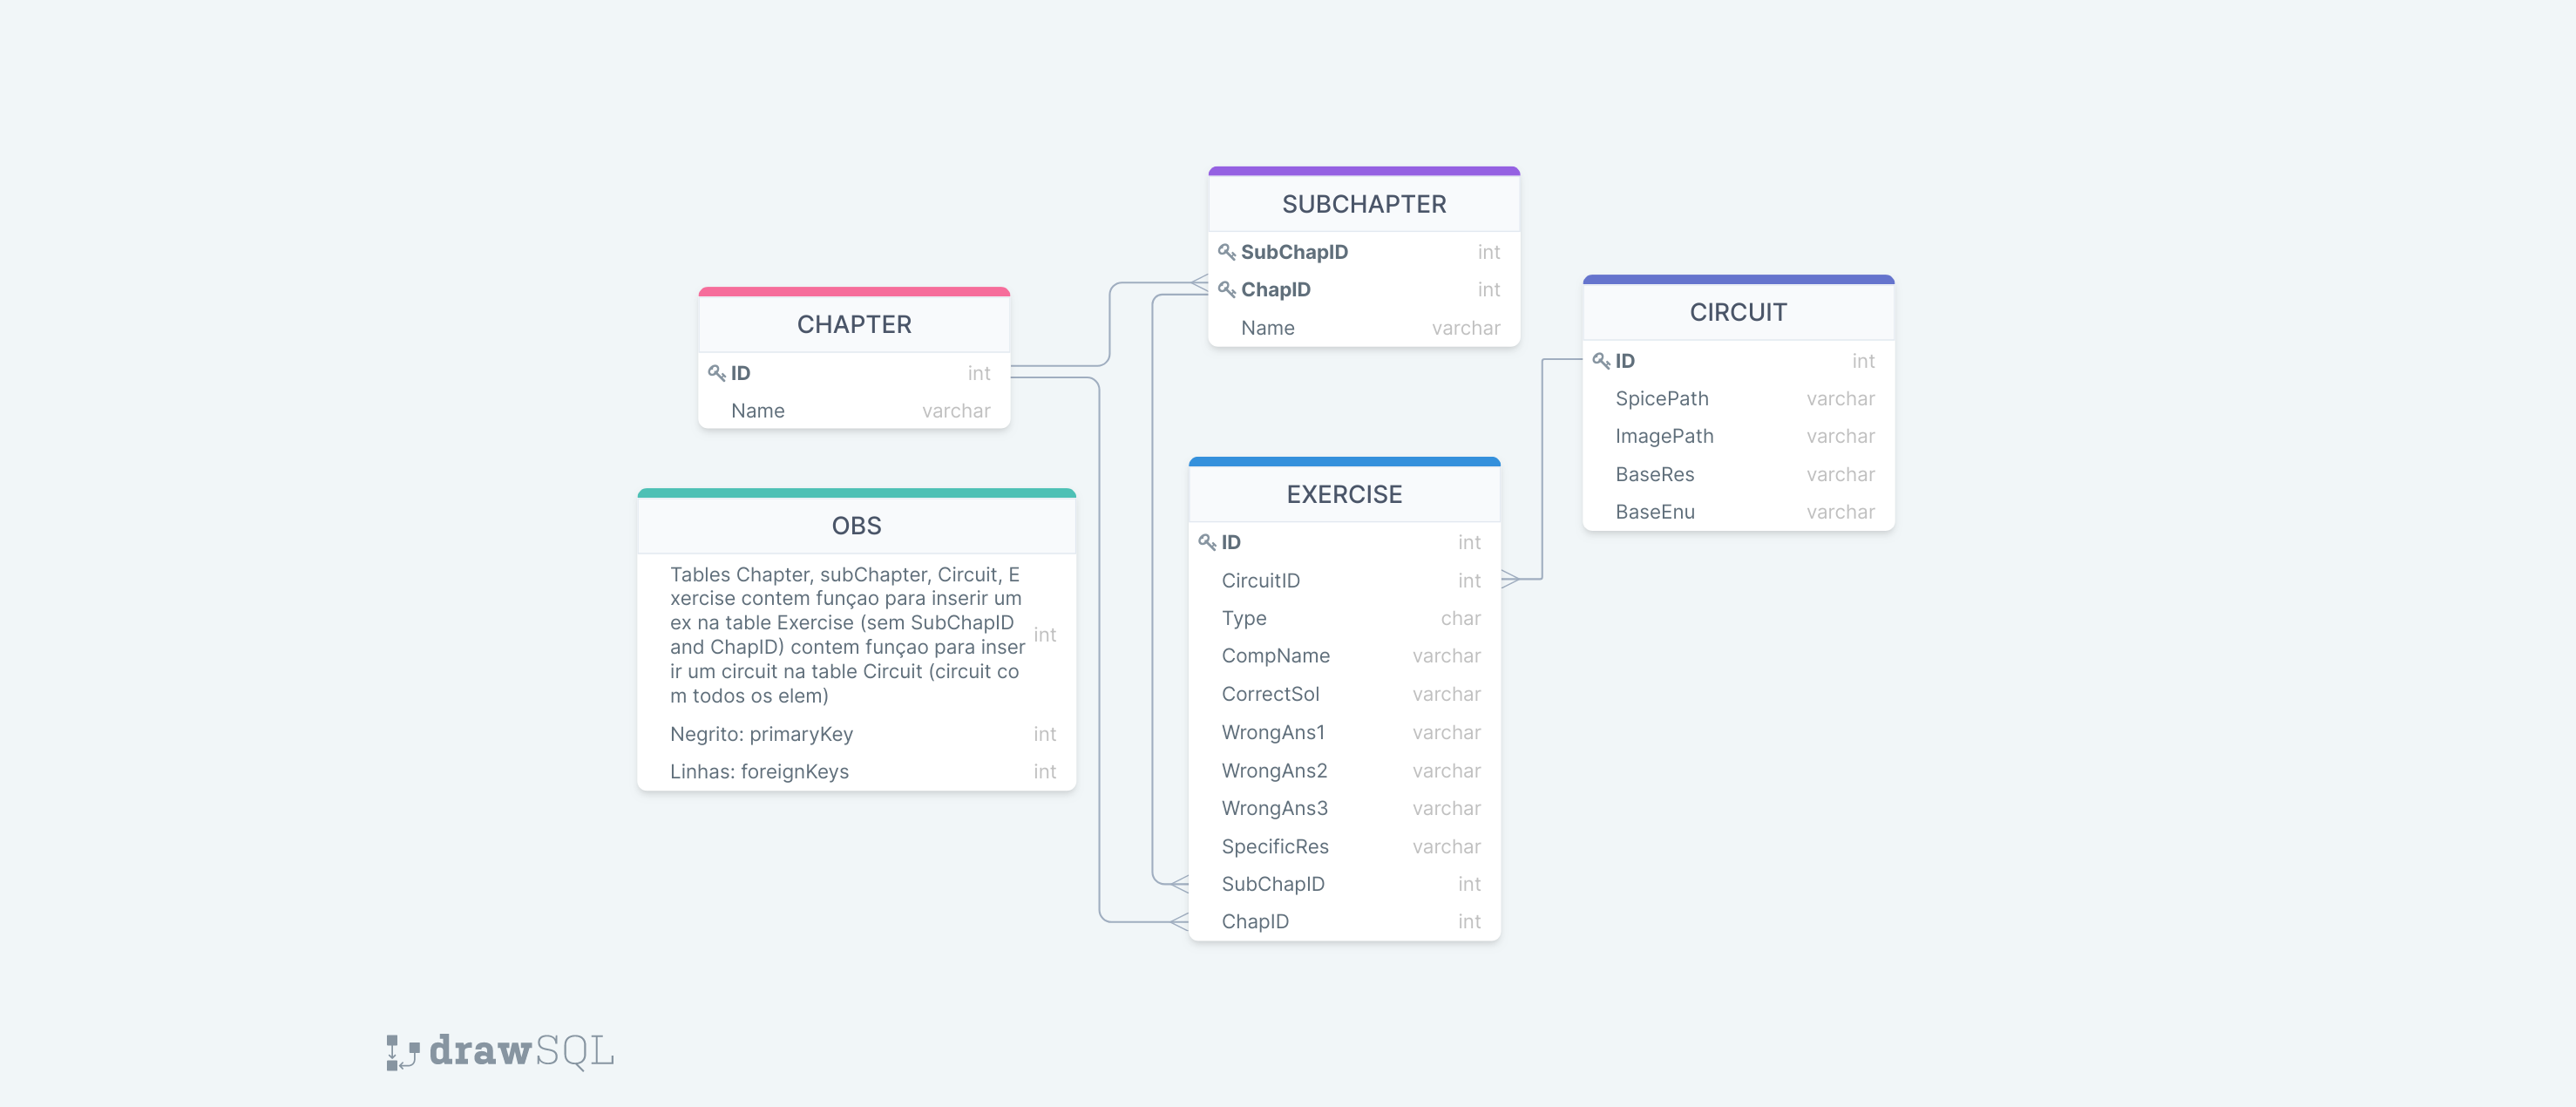 CHAPTER
ID int
Name varchar
OBS
Tables Chapter, subChapter, Circuit, E
xercise contem funçao para inserir um
ex na table Exercise (sem SubChapID
and ChapID) contem funçao para inser
ir um circuit na table Circuit (circuit co
m todos os elem)
int
Negrito: primaryKey int
Linhas: foreignKeys int
SUBCHAPTER
SubChapID int
ChapID int
Name varchar
EXERCISE
ID int
CircuitID int
Type char
CompName varchar
CorrectSol varchar
WrongAns1 varchar
WrongAns2 varchar
WrongAns3 varchar
SpecificRes varchar
SubChapID int
ChapID int
CIRCUIT
ID int
SpicePath varchar
ImagePath varchar
BaseRes varchar
BaseEnu varchar
drawSQL